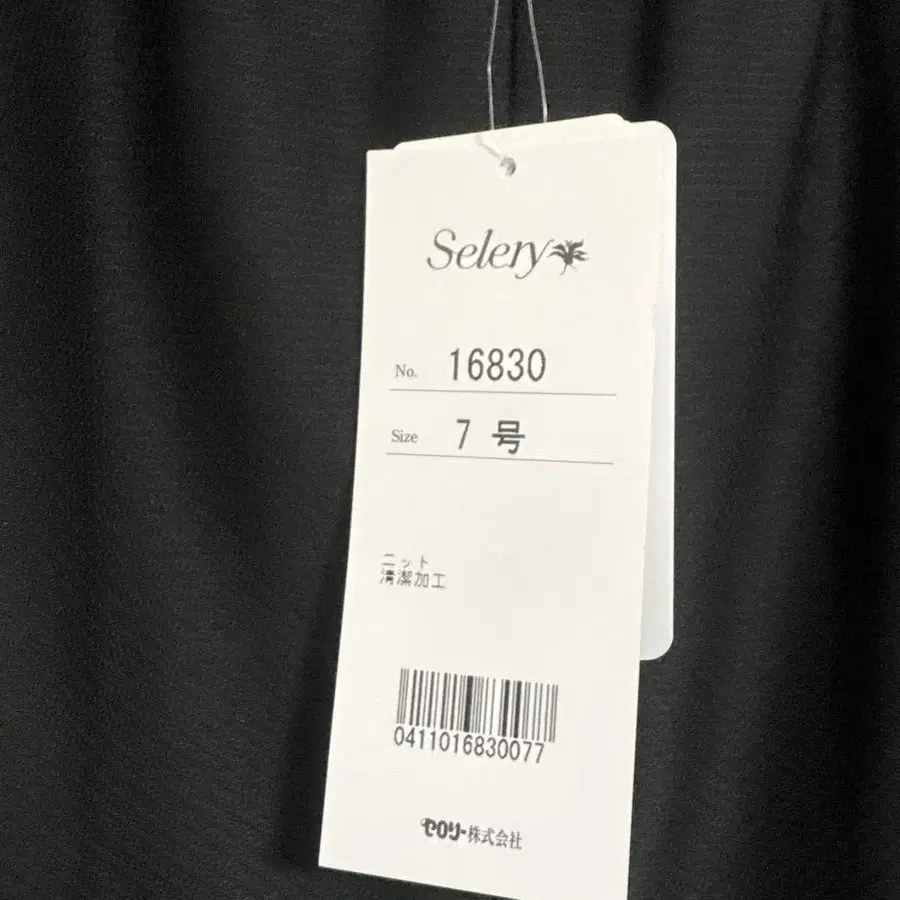 Selery
No. 16830
Size 7 号
ニット
清潔加工
0411016830077
セロリー株式会社